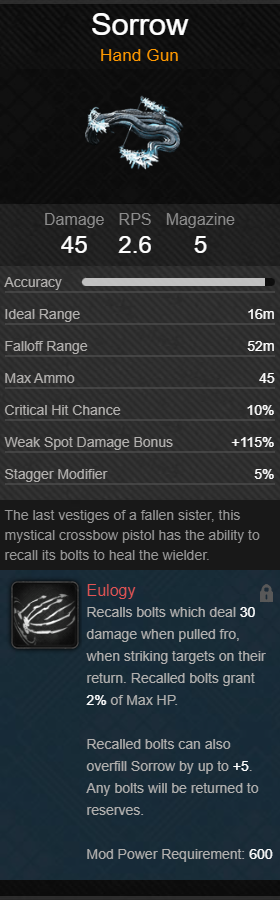 Sorrow
Hand Gun
Damage RPS Magazine
45 2.6 5
Accuracy
Ideal Range 16m
Falloff Range 52m
Max Ammo 45
Critical Hit Chance 10%
Weak Spot Damage Bonus +115%
Stagger Modifier 5%
The last vestiges of a fallen sister, this
mystical crossbow pistol has the ability to
recall its bolts to heal the wielder.
Eulogy
Recalls bolts which deal 30
damage when pulled fro,
when striking targets on their
return. Recalled bolts grant
2% of Max HP.
Recalled bolts can also
overfill Sorrow by up to +5.
Any bolts will be returned to
reserves.
Mod Power Requirement: 600